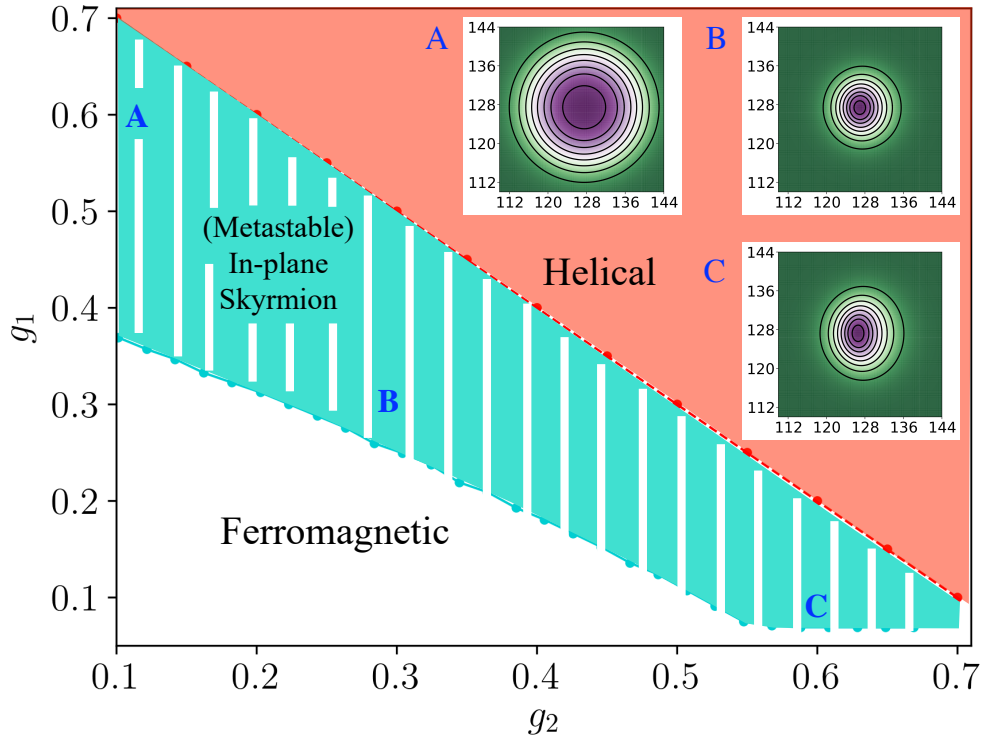 0.7
0.6
0.5
0.4
0.3
0.2
0.1
g₁
0.1 0.2 0.3 0.4 0.5 0.6 0.7
g₂
A
B
C
(Metastable)
In-plane
Skyrmion
Helical
Ferromagnetic
A
144
136
128
120
112
112 120 128 136 144
B
144
136
128
120
112
112 120 128 136 144
C
144
136
128
120
112
112 120 128 136 144